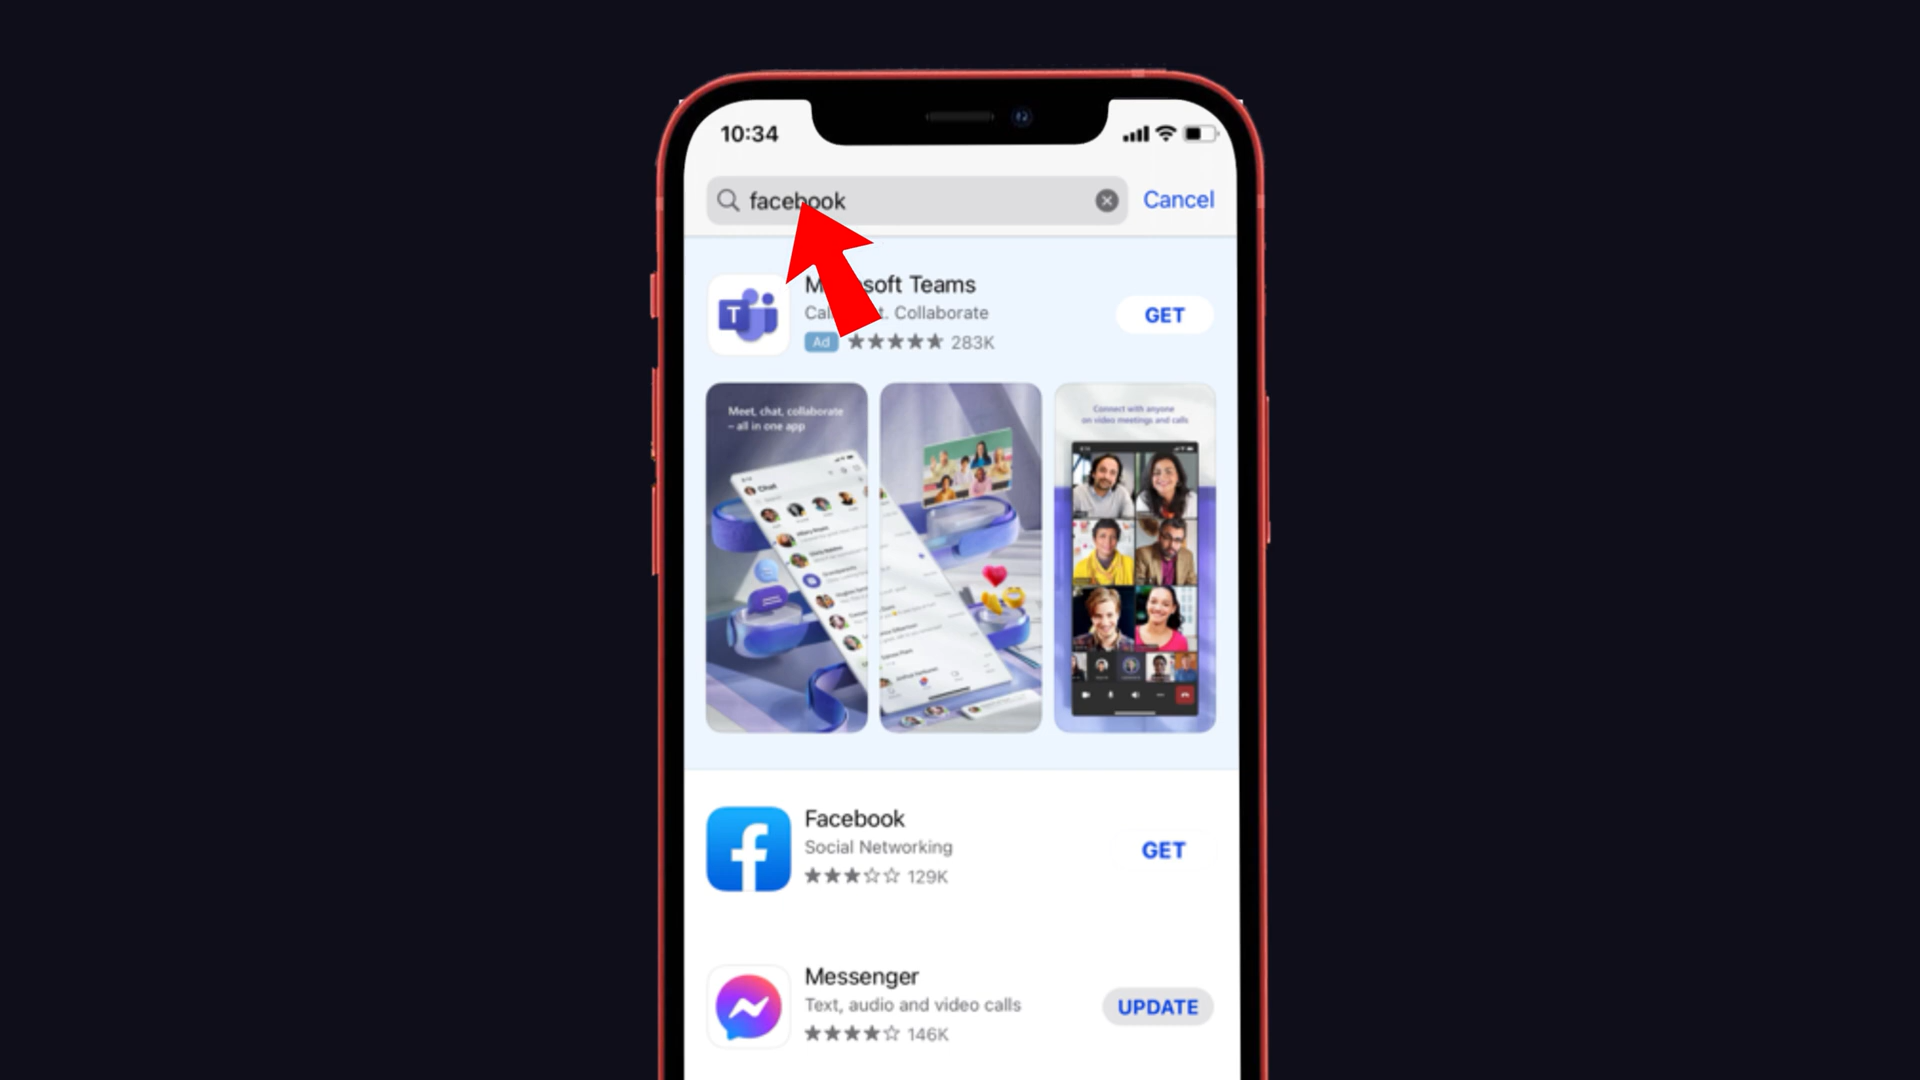 10:34
facebook
Cancel
soft Teams
Collaborate
GET
Ad
283K
Meet, chat, collaborate
– all in one app
Connect with anyone
on video meetings and calls
Chat
Facebook
Social Networking
129K
GET
Messenger
Text, audio and video calls
146K
UPDATE